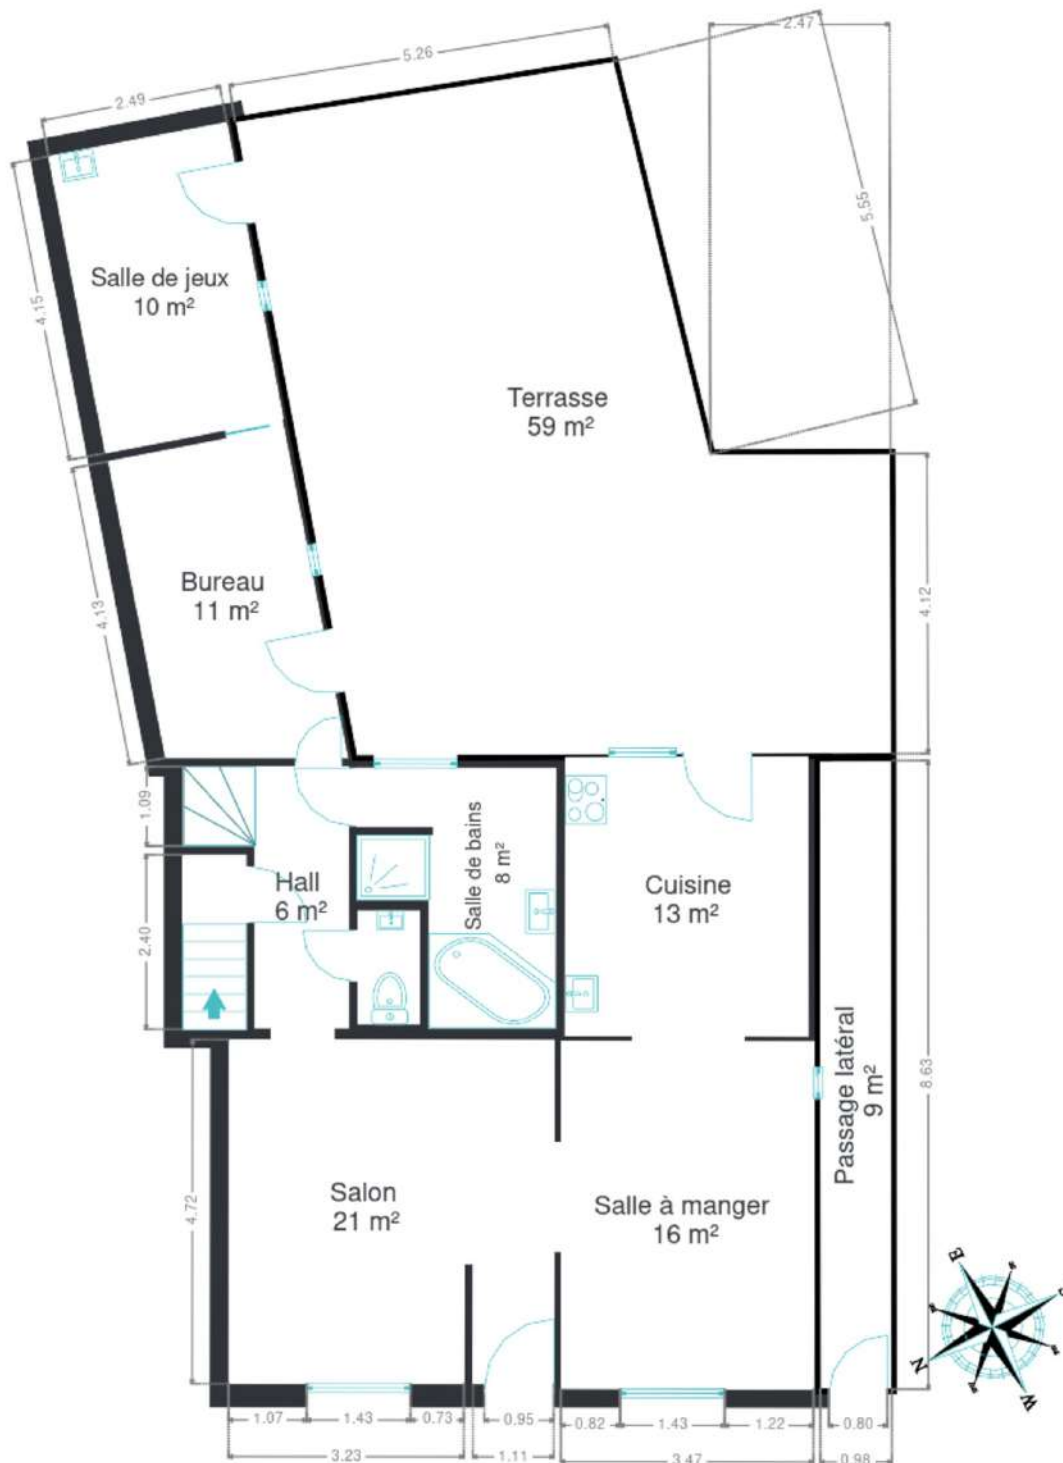 2.47
5.26
2.49
5.55
4.15
Salle de jeux
10 m²
Terrasse
59 m²
4.12
4.13
Bureau
11 m²
1.09
Salle de bains
8 m²
Hall
6 m²
Cuisine
13 m²
2.40
Passage latéral
9 m²
8.63
4.72
Salon
21 m²
Salle à manger
16 m²
E
N
W
1.07
1.43
0.73
0.95
0.82
1.43
1.22
0.80
3.23
1.11
3.47
0.98